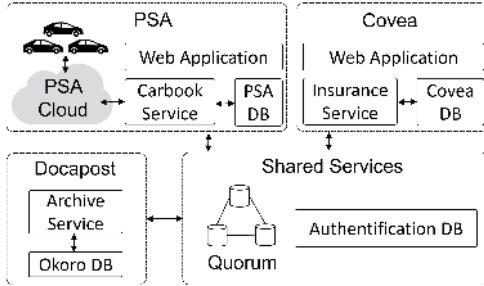 PSA
Web Application
PSA
Cloud
Carbook
Service
PSA
DB
Covea
Web Application
Insurance
Service
Covea
DB
Docapost
Archive
Service
Okoro DB
Shared Services
Quorum
Authentification DB